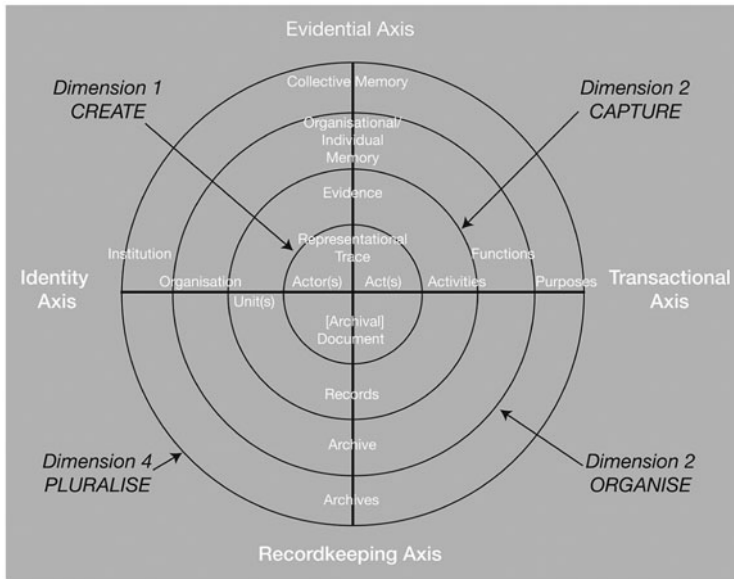 Evidential Axis
Collective Memory
Dimension 1
CREATE
Dimension 2
CAPTURE
Organisational/
Individual
Memory
Evidence
Representational
Trace
Institution
Functions
Identity
Axis
Organisation
Actor(s)
Act(s)
Activities
Purposes
Transactional
Axis
Unit(s)
[Archival]
Document
Records
Archive
Dimension 4
PLURALISE
Dimension 2
ORGANISE
Archives
Recordkeeping Axis